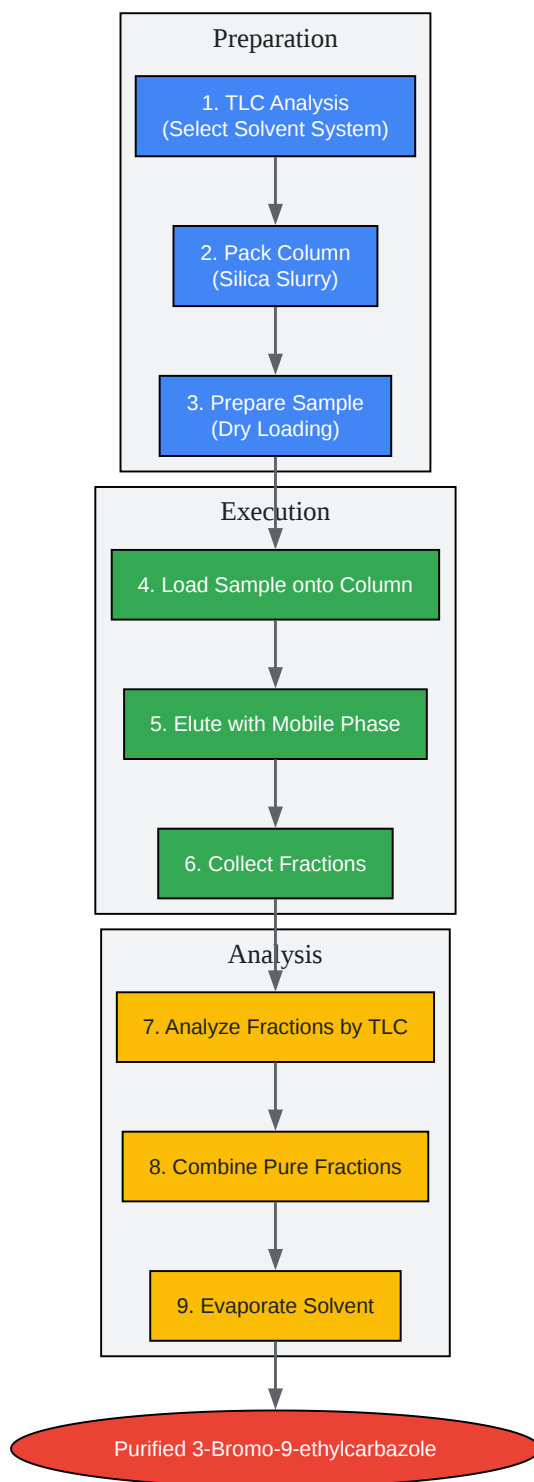 Preparation
1. TLC Analysis
(Select Solvent System)
2. Pack Column
(Silica Slurry)
3. Prepare Sample
(Dry Loading)
Execution
4. Load Sample onto Column
5. Elute with Mobile Phase
6. Collect Fractions
Analysis
7. Analyze Fractions by TLC
8. Combine Pure Fractions
9. Evaporate Solvent
Purified 3-Bromo-9-ethylcarbazole